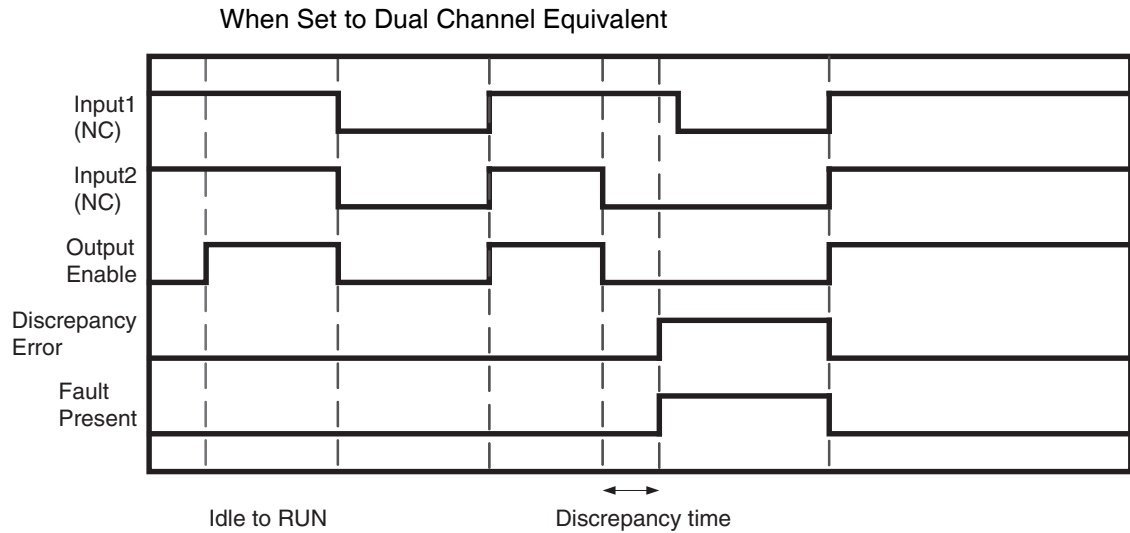 When Set to Dual Channel Equivalent
Input1
(NC)
Input2
(NC)
Output
Enable
Discrepancy
Error
Fault
Present
Idle to RUN
Discrepancy time